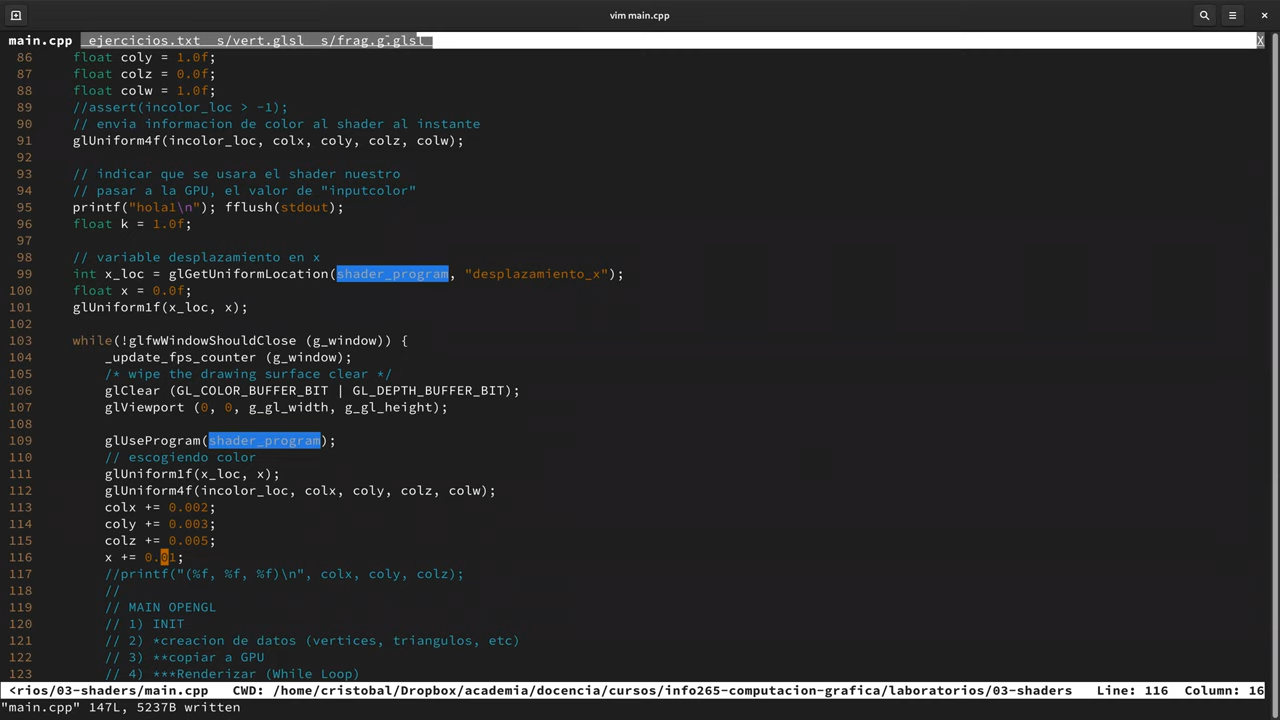 vim main.cpp
main.cpp ejercicios.txt s/vert.glsl s/frag.g.glsl X
86 float coly = 1.0f;
87 float colz = 0.0f;
88 float colw = 1.0f;
89 //assert(incolor_loc > -1);
90 // envia informacion de color al shader al instante
91 glUniform4f(incolor_loc, colx, coly, colz, colw);
92
93 // indicar que se usara el shader nuestro
94 // pasar a la GPU, el valor de "inputcolor"
95 printf("hola1\n"); fflush(stdout);
96 float k = 1.0f;
97
98 // variable desplazamiento en x
99 int x_loc = glGetUniformLocation(shader_program, "desplazamiento_x");
100 float x = 0.0f;
101 glUniform1f(x_loc, x);
102
103 while(!glfwWindowShouldClose (g_window)) {
104 _update_fps_counter (g_window);
105 /* wipe the drawing surface clear */
106 glClear (GL_COLOR_BUFFER_BIT | GL_DEPTH_BUFFER_BIT);
107 glViewport (0, 0, g_gl_width, g_gl_height);
108
109 glUseProgram(shader_program);
110 // escogiendo color
111 glUniform1f(x_loc, x);
112 glUniform4f(incolor_loc, colx, coly, colz, colw);
113 colx += 0.002;
114 coly += 0.003;
115 colz += 0.005;
116 x += 0.01;
117 //printf("(%f, %f, %f)\n", colx, coly, colz);
118 //
119 // MAIN OPENGL
120 // 1) INIT
121 // 2) *creacion de datos (vertices, triangulos, etc)
122 // 3) **copiar a GPU
123 // 4) ***Renderizar (While Loop)
<rios/03-shaders/main.cpp CWD: /home/cristobal/Dropbox/academia/docencia/cursos/info265-computacion-grafica/laboratorios/03-shaders Line: 116 Column: 16
"main.cpp" 147L, 5237B written